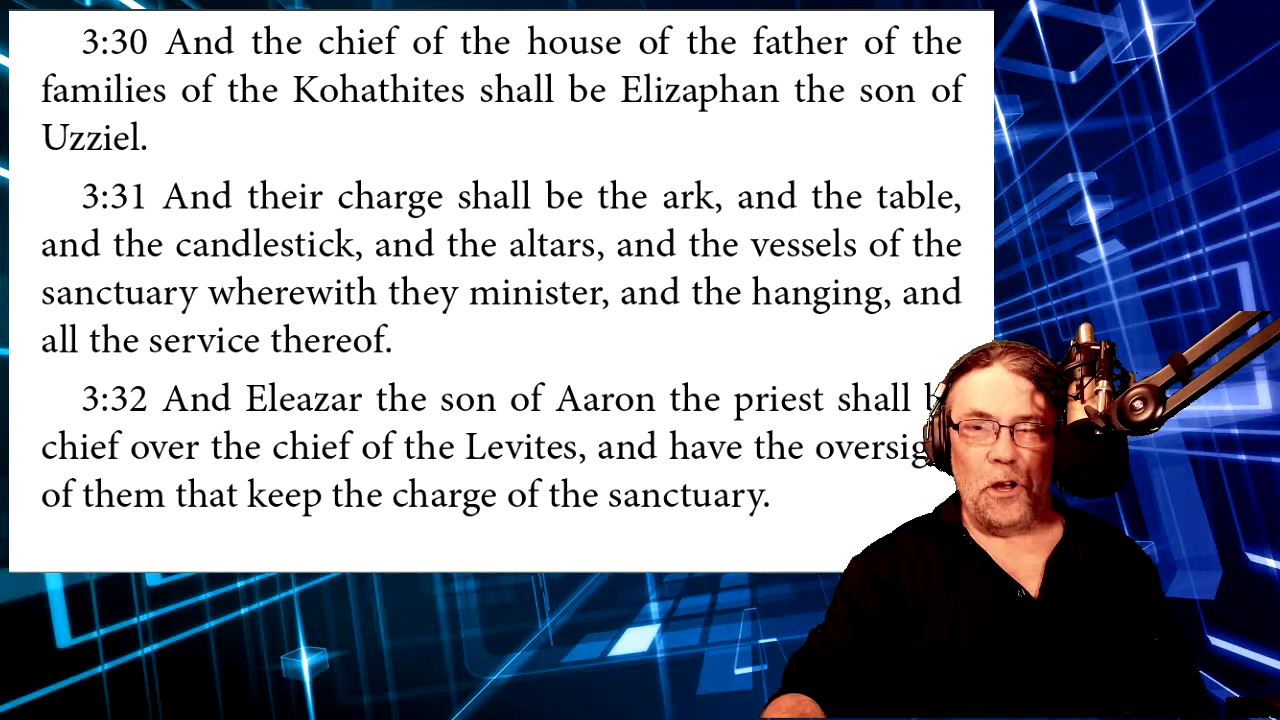 3:30 And the chief of the house of the father of the
families of the Kohathites shall be Elizaphan the son of
Uzziel.
3:31 And their charge shall be the ark, and the table,
and the candlestick, and the altars, and the vessels of the
sanctuary wherewith they minister, and the hanging, and
all the service thereof.
3:32 And Eleazar the son of Aaron the priest shall
chief over the chief of the Levites, and have the
of them that keep the charge of the sanctuary.